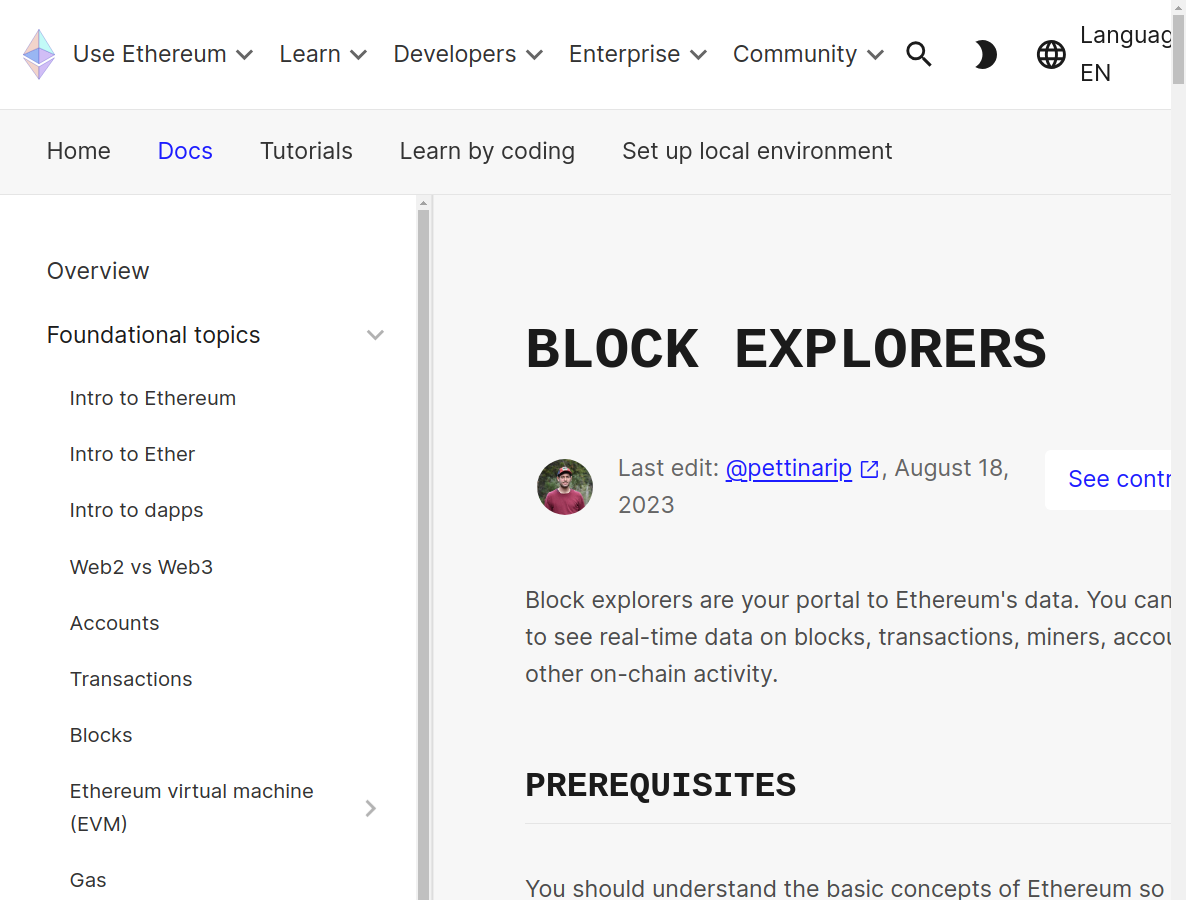 Use Ethereum Learn Developers Enterprise Community Languag
EN
Home Docs Tutorials Learn by coding Set up local environment
Overview
Foundational topics
Intro to Ethereum
Intro to Ether
Intro to dapps
Web2 vs Web3
Accounts
Transactions
Blocks
Ethereum virtual machine
(EVM)
Gas
BLOCK EXPLORERS
Last edit: @pettinarip, August 18,
2023
See contr
Block explorers are your portal to Ethereum's data. You can
to see real-time data on blocks, transactions, miners, accou
other on-chain activity.
PREREQUISITES
You should understand the basic concepts of Ethereum so